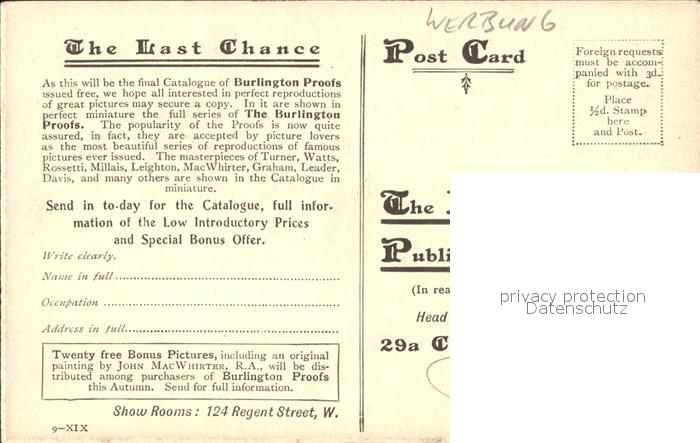 WERBUNG
The Last Chance
As this will be the final Catalogue of Burlington Proofs
issued free, we hope all interested in perfect reproductions
of great pictures may secure a copy. In it are shown in
perfect miniature the full series of The Burlington
Proofs. The popularity of the Proofs is now quite
assured, in fact, they are accepted by picture lovers
as the most beautiful series of reproductions of famous
pictures ever issued. The masterpieces of Turner, Watts,
Rossetti, Millais, Leighton, MacWhirter, Graham, Leader,
Davis, and many others are shown in the Catalogue in
miniature.
Send in to-day for the Catalogue, full infor-
mation of the Low Introductory Prices
and Special Bonus Offer.
Write clearly.
Name in full
Occupation
Address in full
Twenty free Bonus Pictures, including an original
painting by JOHN MACWHIRTER, R.A., will be dis-
tributed among purchasers of Burlington Proofs
this Autumn. Send for full information.
Show Rooms: 124 Regent Street, W.
9—XIX
Post Card
Foreign requests
must be accom-
panied with 3d.
for postage.
Place
½d. Stamp
here
and Post.
The
Publi
(In rea
Head
29a C
privacy protection
Datenschutz